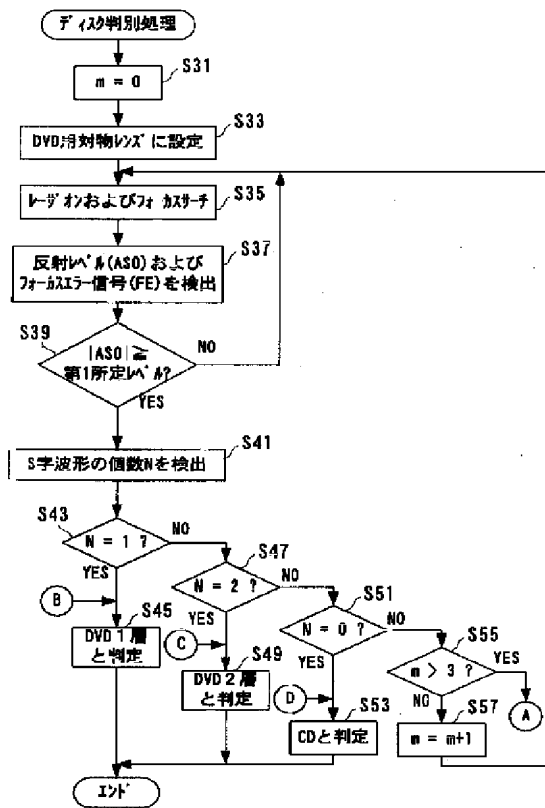 ディスク判別処理
S31
m = 0
S33
DVD用対物レンズに設定
S35
レーザオンおよびフォーカスサーチ
S37
反射レベル(ASO)および
フォーカスエラー信号(FE)を検出
S39
|ASO|≧
第1所定レベル?
NO
YES
S41
S字波形の個数Nを検出
S43
N = 1 ?
NO
YES
S47
N = 2 ?
NO
YES
S51
N = 0 ?
NO
YES
S55
m > 3 ?
YES
NO
B
S45
DVD 1層
と判定
C
S49
DVD 2層
と判定
D
S53
CDと判定
S57
m = m+1
A
エンド